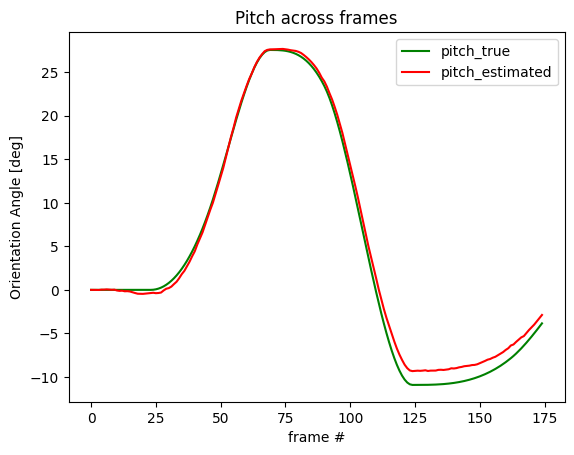 Pitch across frames
pitch_true
pitch_estimated
Orientation Angle [deg]
25
20
15
10
5
0
−5
−10
0 25 50 75 100 125 150 175
frame #